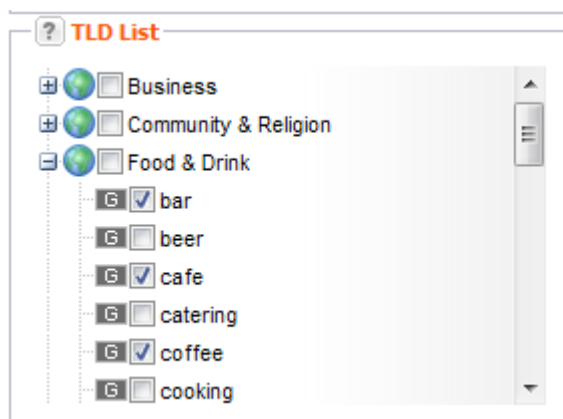 ? TLD List
Business
Community & Religion
Food & Drink
G bar
G beer
G cafe
G catering
G coffee
G cooking